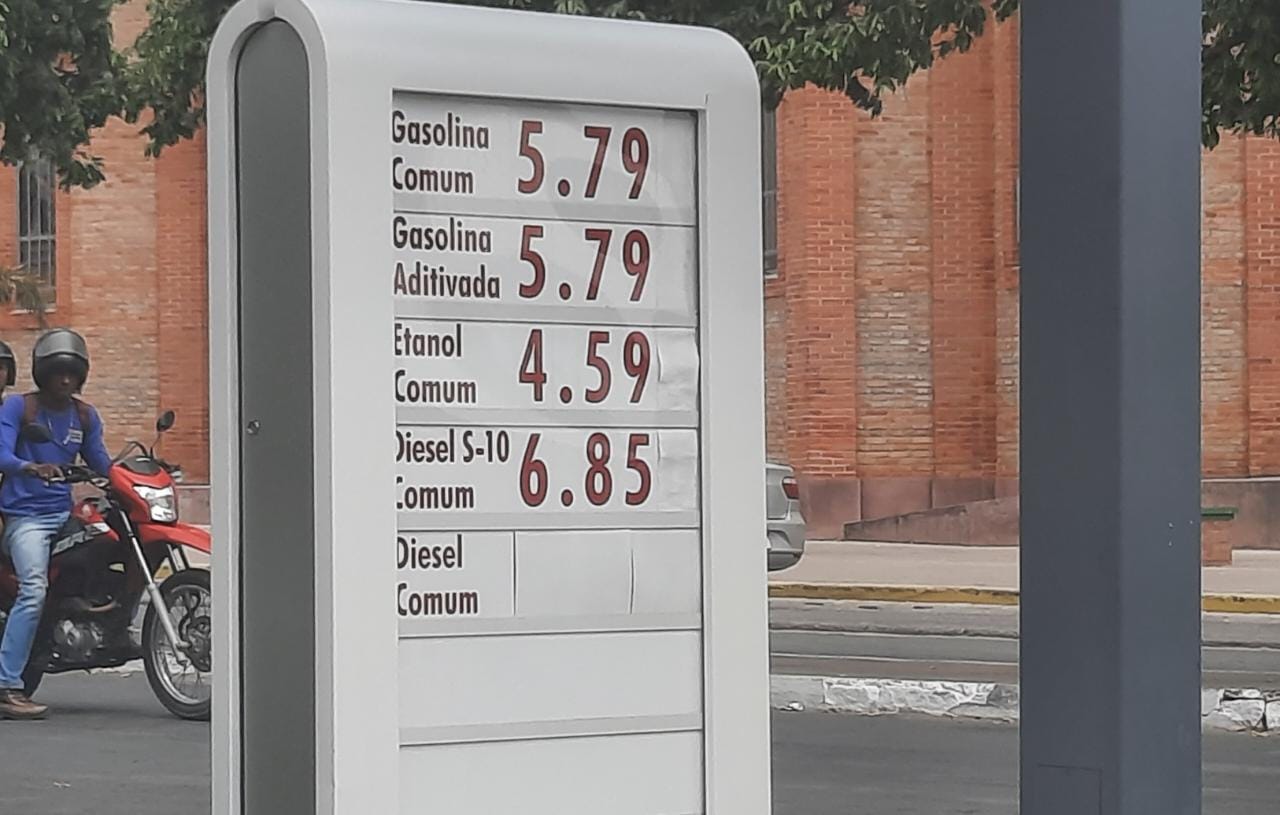 Gasolina
Comum 5.79
Gasolina
Aditivada 5.79
Etanol
Comum 4.59
Diesel S-10
Comum 6.85
Diesel
Comum